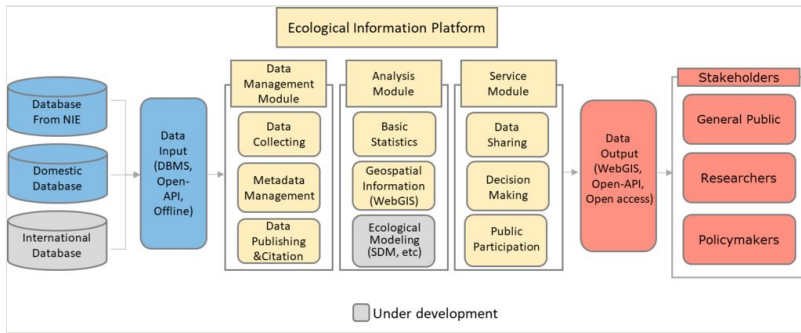 Ecological Information Platform
Database
From NIE
Domestic
Database
International
Database
Data
Input
(DBMS,
Open-
API,
Offline)
Data
Management
Module
Data
Collecting
Metadata
Management
Data
Publishing
&Citation
Analysis
Module
Basic
Statistics
Geospatial
Information
(WebGIS)
Ecological
Modeling
(SDM, etc)
Service
Module
Data
Sharing
Decision
Making
Public
Participation
Data
Output
(WebGIS,
Open-API,
Open access)
Stakeholders
General Public
Researchers
Policymakers
Under development